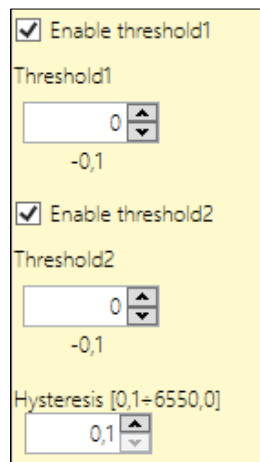 Enable threshold1
Threshold1
0
-0,1
Enable threshold2
Threshold2
0
-0,1
Hysteresis [0,1÷6550,0]
0,1